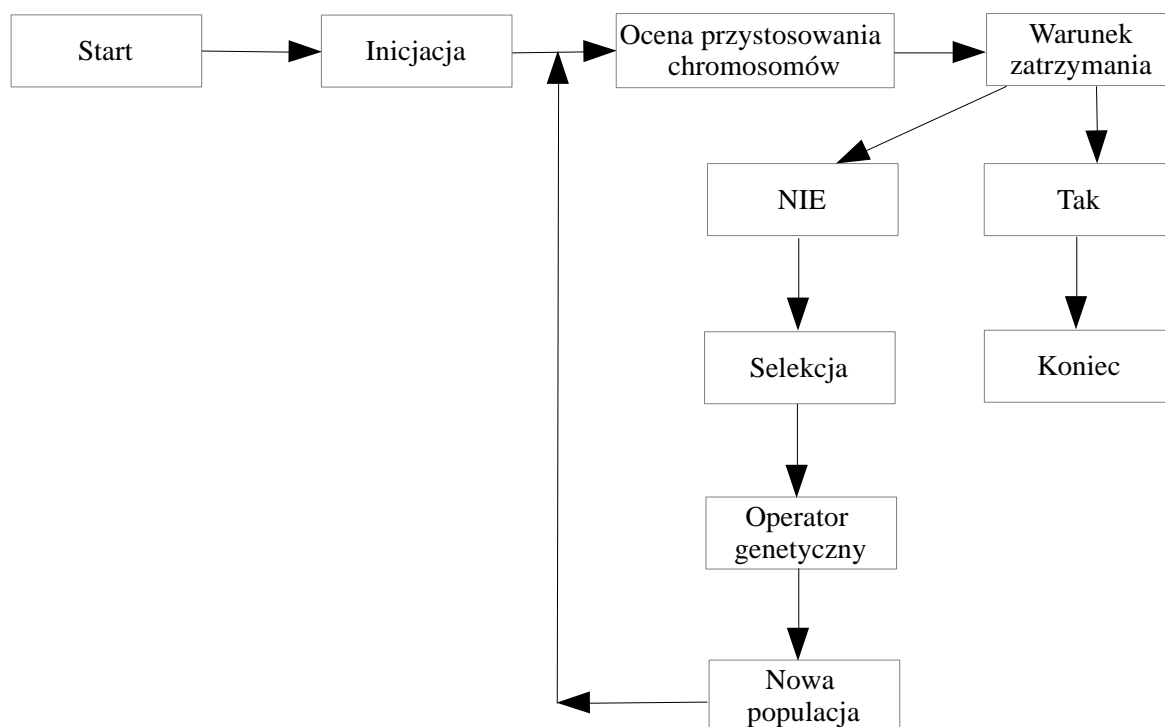 Start
Inicjacja
Ocena przystosowania
chromosomów
Warunek
zatrzymania
NIE
Tak
Selekcja
Koniec
Operator
genetyczny
Nowa
populacja